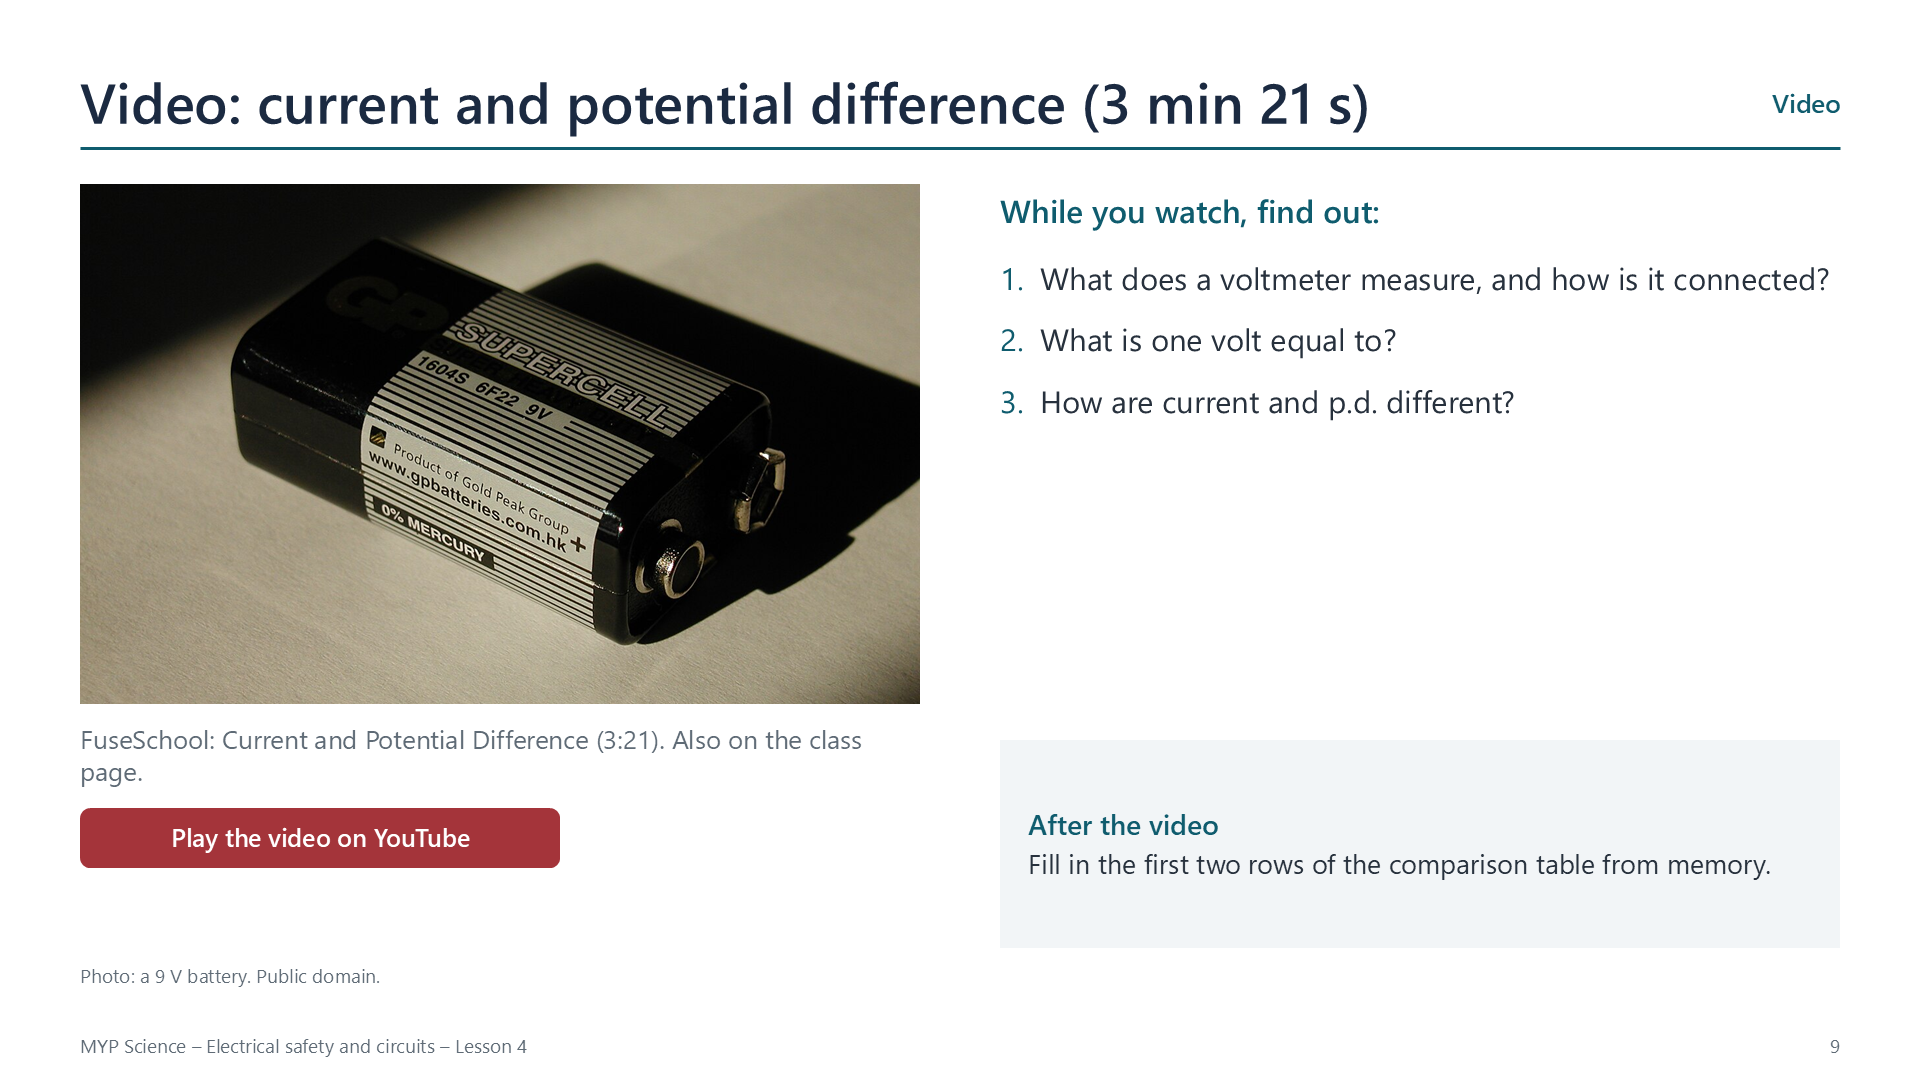 Video: current and potential difference (3 min 21 s)
Video
GP
SUPERCELL
1604S 6F22 9V
Product of Gold Peak Group
www.gpbatteries.com.hk
+
0% MERCURY
FuseSchool: Current and Potential Difference (3:21). Also on the class
page.
Play the video on YouTube
Photo: a 9 V battery. Public domain.
While you watch, find out:
1. What does a voltmeter measure, and how is it connected?
2. What is one volt equal to?
3. How are current and p.d. different?
After the video
Fill in the first two rows of the comparison table from memory.
MYP Science – Electrical safety and circuits – Lesson 4
9